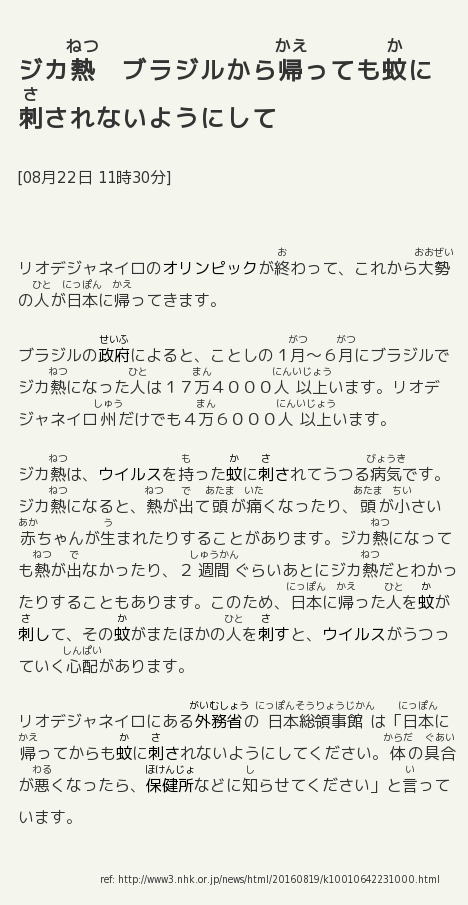 ジカ熱　ブラジルから帰っても蚊に
刺されないようにして
[08月22日 11時30分]
リオデジャネイロのオリンピックが終わって、これから大勢
の人が日本に帰ってきます。
ブラジルの政府によると、ことしの１月～６月にブラジルで
ジカ熱になった人は１７万４０００人 以上います。リオデ
ジャネイロ州だけでも４万６０００人 以上います。
ジカ熱は、ウイルスを持った蚊に刺されてうつる病気です。
ジカ熱になると、熱が出て頭が痛くなったり、頭が小さい
赤ちゃんが生まれたりすることがあります。ジカ熱になって
も熱が出なかったり、２週間ぐらいあとにジカ熱だとわかっ
たりすることもあります。このため、日本に帰った人を蚊が
刺して、その蚊がまたほかの人を刺すと、ウイルスがうつっ
ていく心配があります。
リオデジャネイロにある外務省の 日本総領事館 は「日本に
帰ってからも蚊に刺されないようにしてください。体の具合
が悪くなったら、保健所などに知らせてください」と言って
います。
ref: http://www3.nhk.or.jp/news/html/20160819/k10010642231000.html